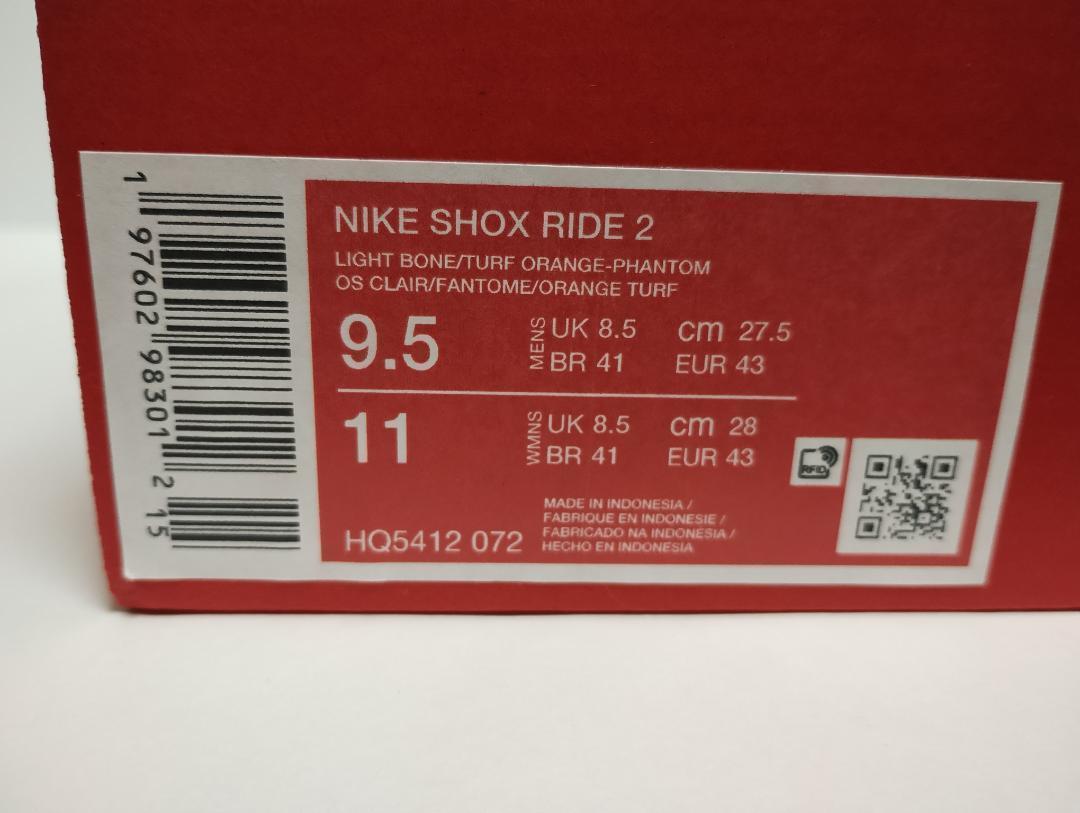 NIKE SHOX RIDE 2
LIGHT BONE/TURF ORANGE-PHANTOM
OS CLAIR/FANTOME/ORANGE TURF
9.5 MENS UK 8.5 cm 27.5
BR 41 EUR 43
11 WMNS UK 8.5 cm 28
BR 41 EUR 43
RFID
MADE IN INDONESIA /
FABRIQUE EN INDONESIE /
FABRICADO NA INDONESIA /
HECHO EN INDONESIA
HQ5412 072
1 97602 98301 2 15